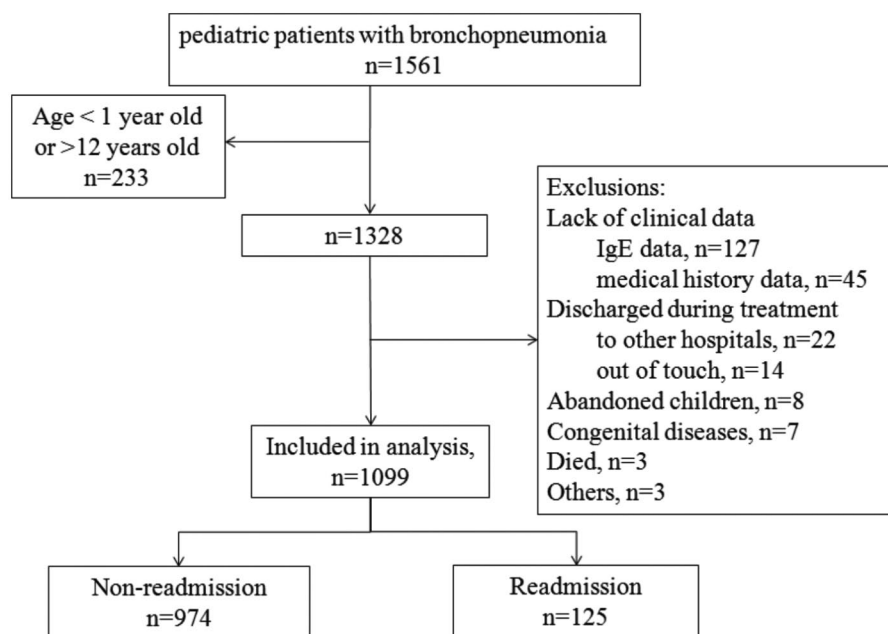 pediatric patients with bronchopneumonia
n=1561
Age < 1 year old
or >12 years old
n=233
n=1328
Exclusions:
Lack of clinical data
IgE data, n=127
medical history data, n=45
Discharged during treatment
to other hospitals, n=22
out of touch, n=14
Abandoned children, n=8
Congenital diseases, n=7
Died, n=3
Others, n=3
Included in analysis,
n=1099
Non-readmission
n=974
Readmission
n=125